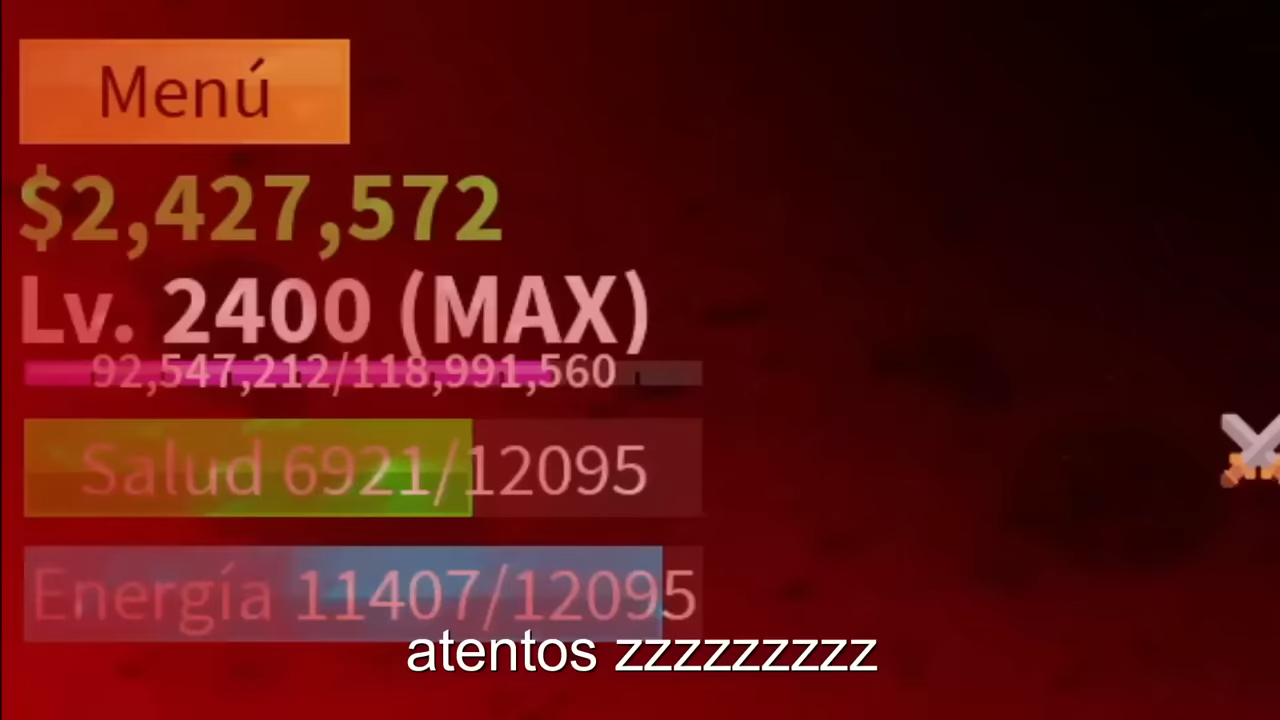 Menú
$2,427,572
Lv. 2400 (MAX)
92,547,212/118,991,560
Salud 6921/12095
Energía 11407/12095
atentos zzzzzzzzz